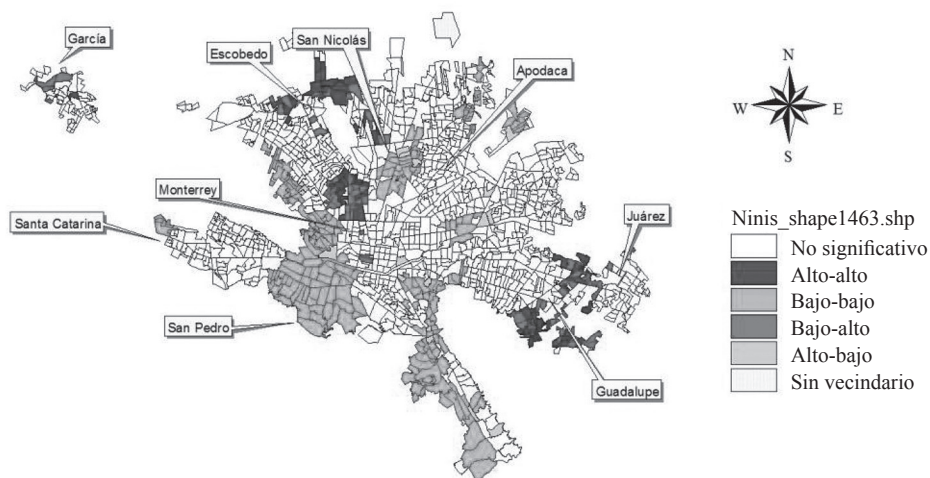 García
San Nicolás
Escobedo
Apodaca
N
W
E
S
Monterrey
Santa Catarina
Juárez
San Pedro
Guadalupe
Ninis_shape1463.shp
No significativo
Alto-alto
Bajo-bajo
Bajo-alto
Alto-bajo
Sin vecindario